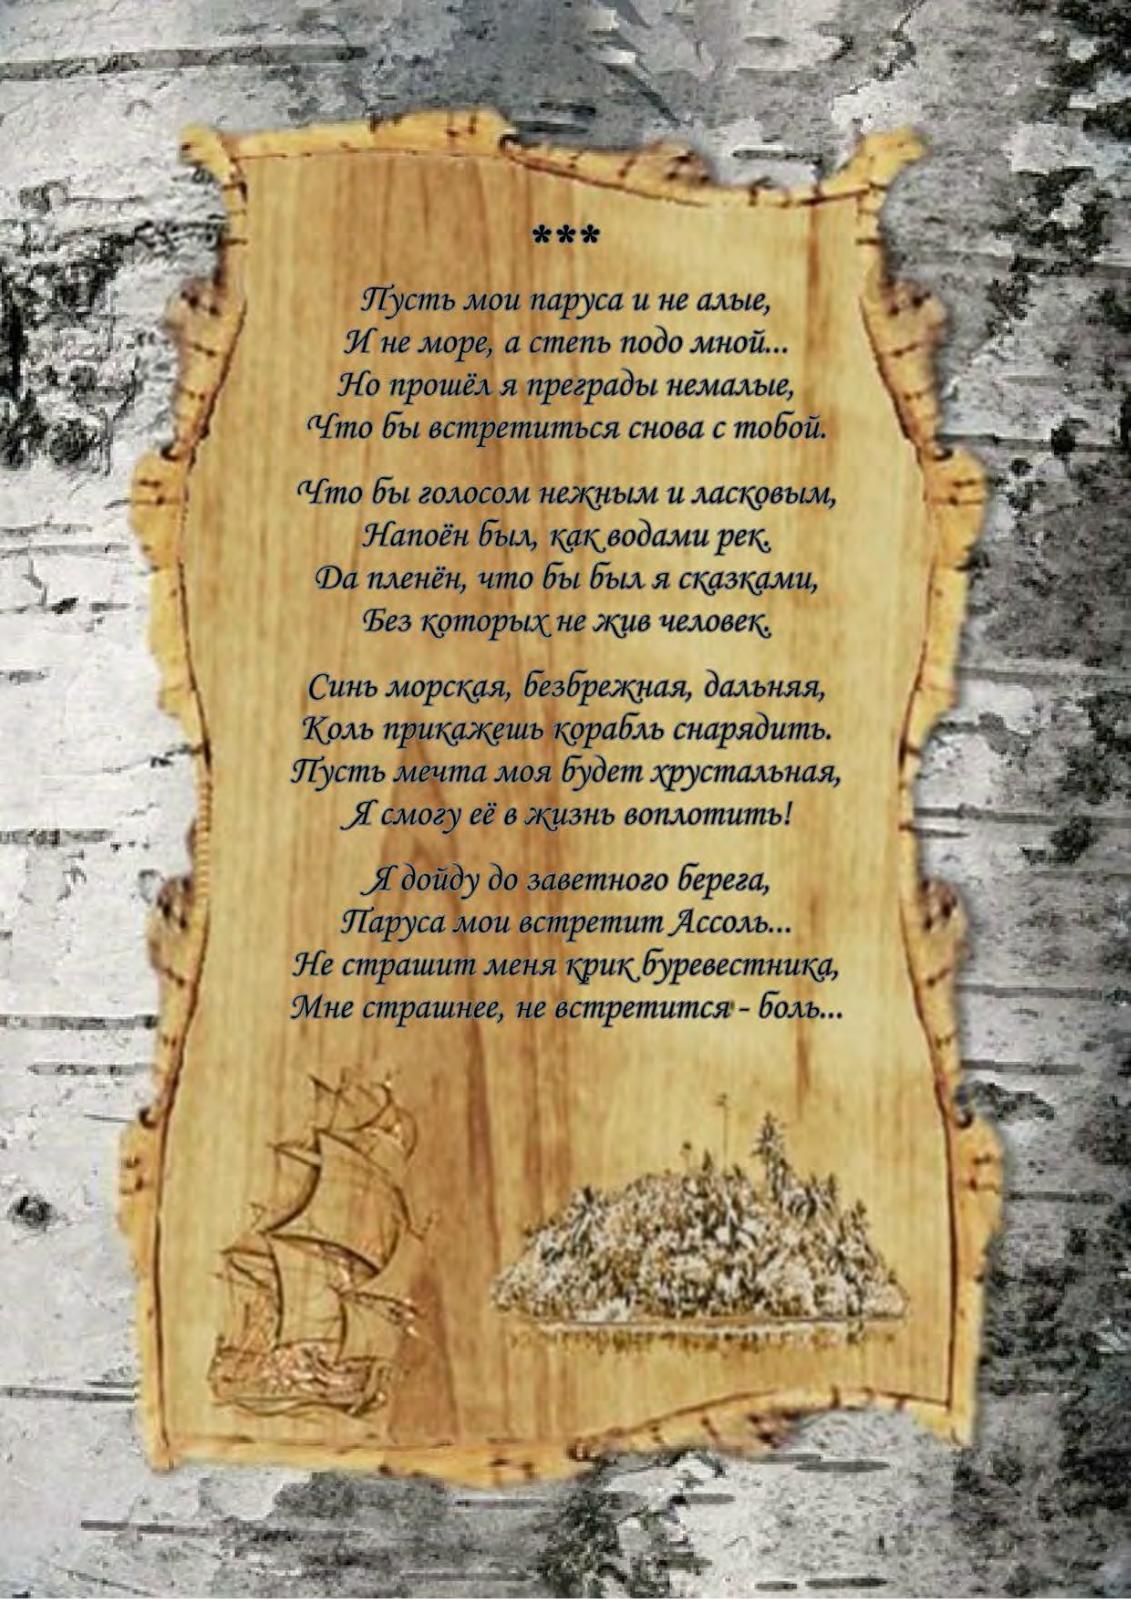 ***
Пусть мои паруса и не алые,
И не море, а степь подо мной...
Но прошёл я преграды немалые,
Что бы встретиться снова с тобой.
Что бы голосом нежным и ласковым,
Напоён был, как водами рек.
Да пленён, что бы был я сказками,
Без которых не жив человек.
Синь морская, безбрежная, дальняя,
Коль прикажешь корабль снарядить.
Пусть мечта моя будет хрустальная,
Я смогу её в жизнь воплотить!
Я дойду до заветного берега,
Паруса мои встретит Ассоль...
Не страшит меня крик буревестника,
Мне страшнее, не встретится - боль...